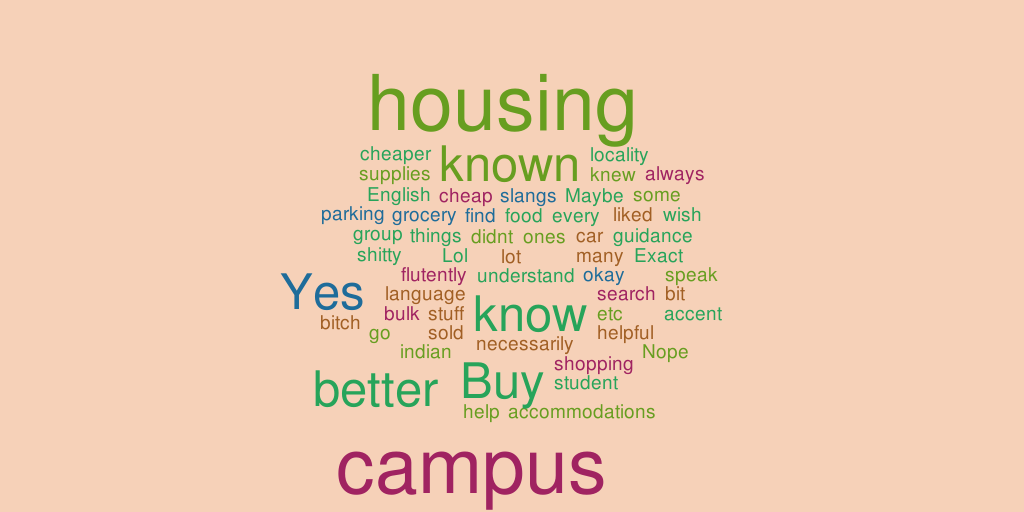 housing
cheaper known locality
supplies knew always
English cheap slangs Maybe some
parking grocery find food every liked wish
group things didnt ones car guidance
shitty Lol lot many Exact
flutently understand okay speak
Yes language know search bit
bitch bulk stuff etc accent
go sold necessarily helpful
indian shopping Nope
better Buy student
help accommodations
campus